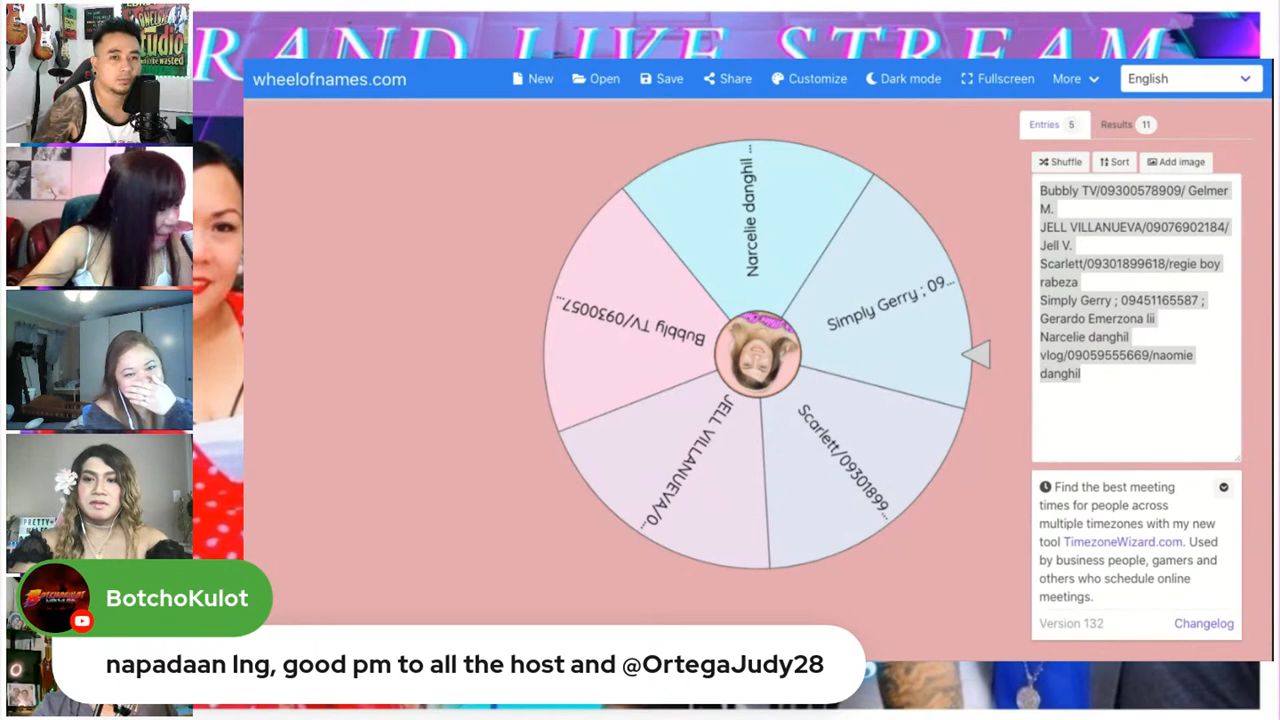 RAND LIVE STREAM
wheelofnames.com
New
Open
Save
Share
Customize
Dark mode
Fullscreen
More
English
Entries 5
Results 11
Shuffle
Sort
Add image
Bubbly TV/09300578909/ Gelmer
M.
JELL VILLANUEVA/09076902184/
Jell V.
Scarlett/09301899618/regie boy
rabeza
Simply Gerry ; 09451165587 ;
Gerardo Emerzona Iii
Narcelie danghil
vlog/09059555669/naomie
danghil
Narcelie danghil ...
Simply Gerry ; 09...
Scarlett/09301899...
JELL VILLANUEVA/0...
Bubbly TV/0930057...
Find the best meeting
times for people across
multiple timezones with my new
tool TimezoneWizard.com. Used
by business people, gamers and
others who schedule online
meetings.
Version 132
Changelog
BotchoKulot
napadaan lng, good pm to all the host and @OrtegaJudy28